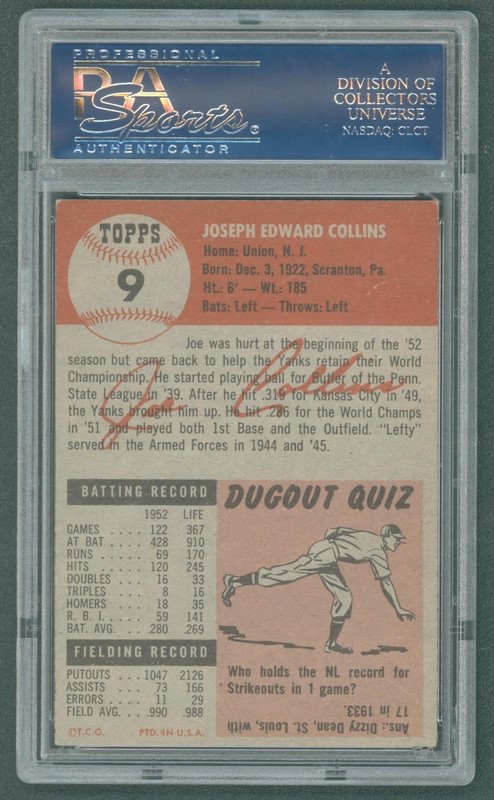 PROFESSIONAL
PSA
Sports
AUTHENTICATOR
A
DIVISION OF
COLLECTORS
UNIVERSE
NASDAQ: CLCT
TOPPS
9
JOSEPH EDWARD COLLINS
Home: Union, N. J.
Born: Dec. 3, 1922, Scranton, Pa.
Ht.: 6' — Wt.: 185
Bats: Left — Throws: Left
Joe was hurt at the beginning of the '52
season but came back to help the Yanks retain their World
Championship. He started playing ball for Butler of the Penn.
State League in '39. After he hit .319 for Kansas City in '49,
the Yanks brought him up. He hit .286 for the World Champs
in '51 and played both 1st Base and the Outfield. "Lefty"
served in the Armed Forces in 1944 and '45.
Joe Collins
BATTING RECORD
1952 LIFE
GAMES .... 122 367
AT BAT .... 428 910
RUNS .... 69 170
HITS .... 120 245
DOUBLES .. 16 33
TRIPLES ... 8 16
HOMERS ... 18 35
R. B. I. .... 59 141
BAT. AVG. .. .280 .269
FIELDING RECORD
PUTOUTS .. 1047 2126
ASSISTS ... 73 166
ERRORS ... 11 29
FIELD AVG. . .990 .988
©T.C.G. PTD. IN U.S.A.
DUGOUT QUIZ
Who holds the NL record for
Strikeouts in 1 game?
Ans.: Dizzy Dean, St. Louis, with
17 in 1933.